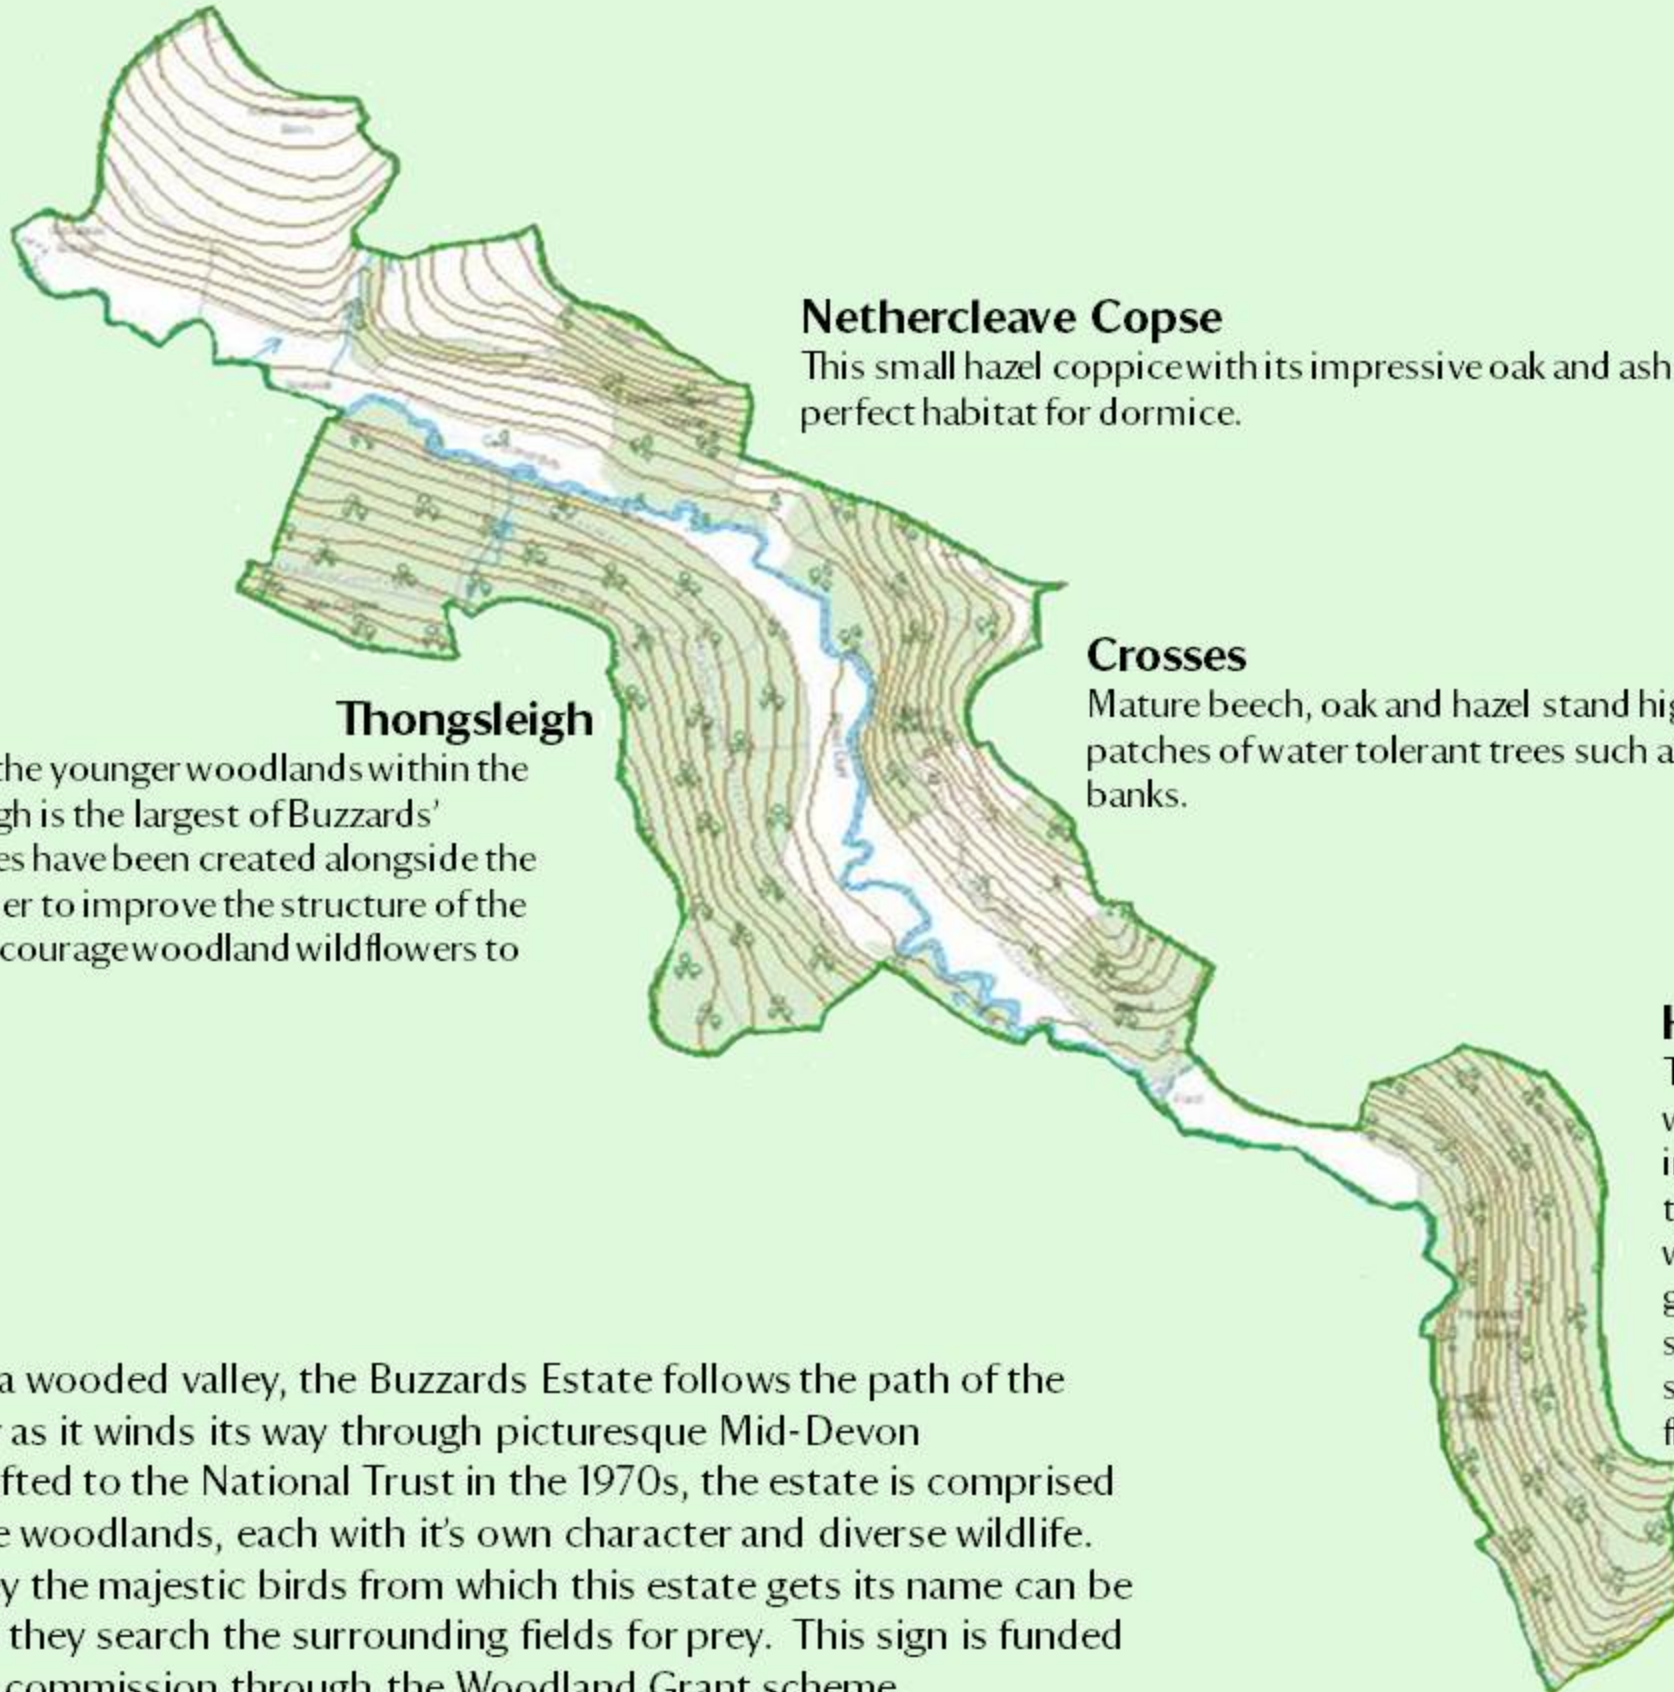 Nethercleave Copse
This small hazel coppice with its impressive oak and ash
perfect habitat for dormice.
Crosses
Mature beech, oak and hazel stand hig
patches of water tolerant trees such a
banks.
Thongsleigh
the younger woodlands within the
gh is the largest of Buzzards’
es have been created alongside the
er to improve the structure of the
courage woodland wildflowers to
a wooded valley, the Buzzards Estate follows the path of the
as it winds its way through picturesque Mid-Devon
fted to the National Trust in the 1970s, the estate is comprised
e woodlands, each with it’s own character and diverse wildlife.
y the majestic birds from which this estate gets its name can be
they search the surrounding fields for prey. This sign is funded
commission through the Woodland Grant scheme